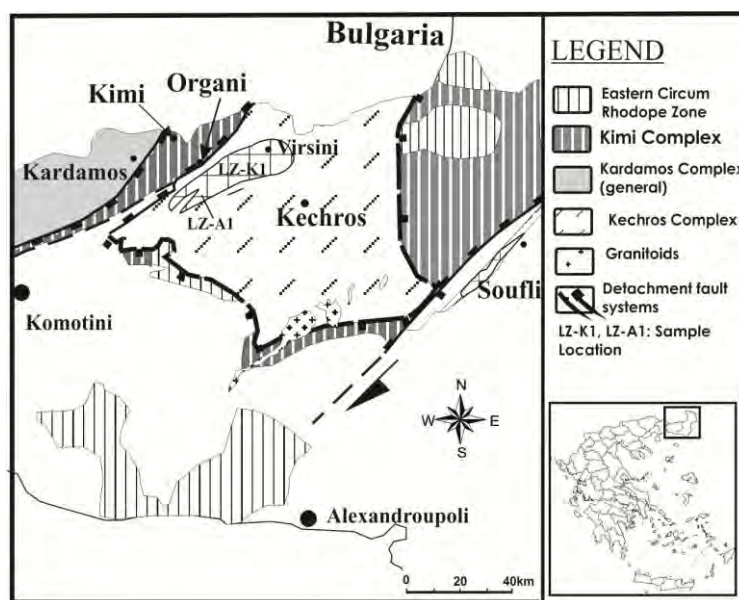 Bulgaria
Organi
Kimi
Virsini
Kardamos
LZ-K1
LZ-A1
Kechros
Soufli
Komotini
N
W
E
S
Alexandroupoli
0 20 40km
LEGEND
Eastern Circum
Rhodope Zone
Kimi Complex
Kardamos Complex
(general)
Kechros Complex
Granitoids
Detachment fault
systems
LZ-K1, LZ-A1: Sample
Location